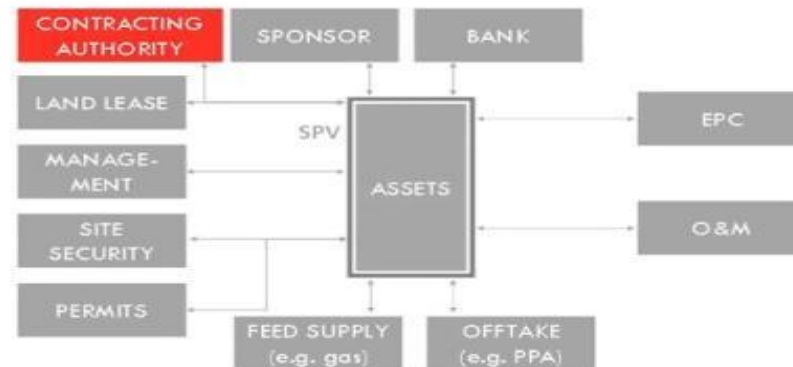 CONTRACTING
AUTHORITY
SPONSOR
BANK
LAND LEASE
SPV
EPC
MANAGE-
MENT
ASSETS
SITE
SECURITY
O&M
PERMITS
FEED SUPPLY
(e.g. gas)
OFFTAKE
(e.g. PPA)